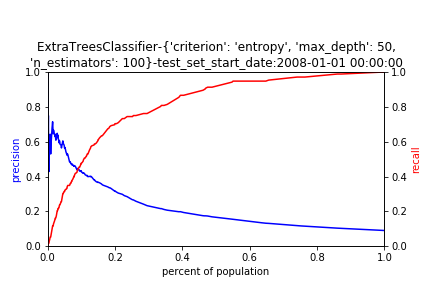 ExtraTreesClassifier-{'criterion': 'entropy', 'max_depth': 50,
'n_estimators': 100}-test_set_start_date:2008-01-01 00:00:00
1.0
0.8
0.6
0.4
0.2
0.0
precision
1.0
0.8
0.6
0.4
0.2
0.0
recall
0.0 0.2 0.4 0.6 0.8 1.0
percent of population